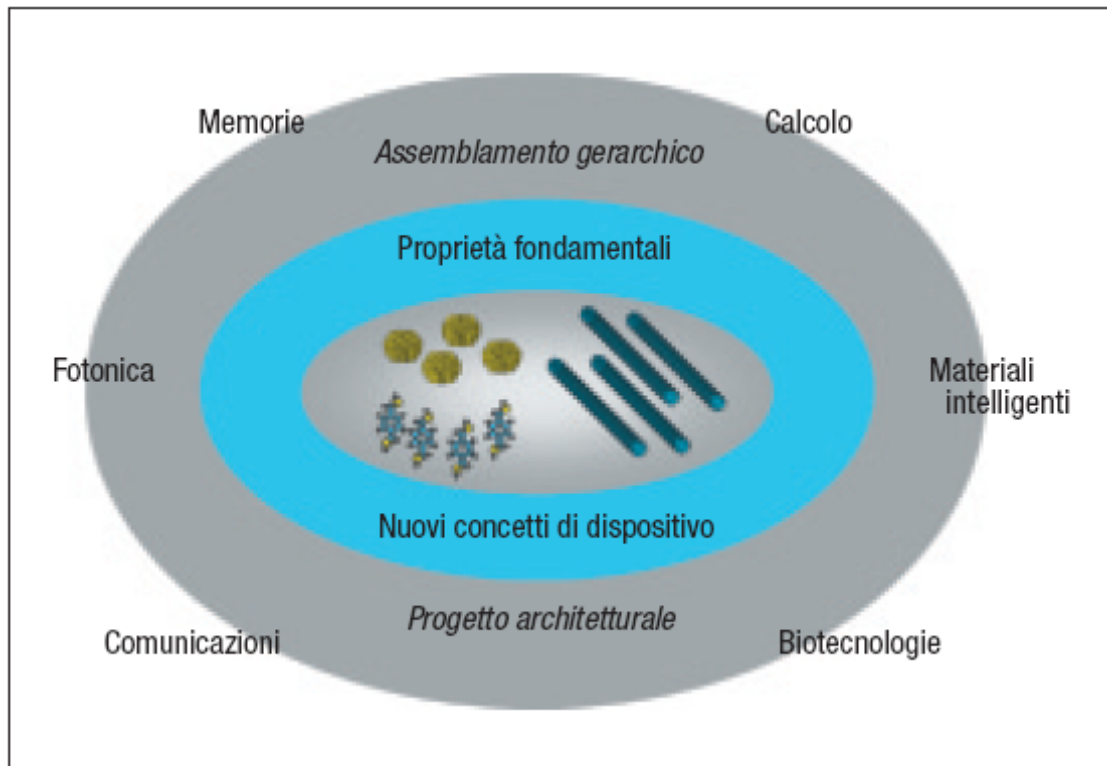 Memorie
Calcolo
Assemblamento gerarchico
Proprietà fondamentali
Fotonica
Materiali
intelligenti
Nuovi concetti di dispositivo
Progetto architetturale
Comunicazioni
Biotecnologie